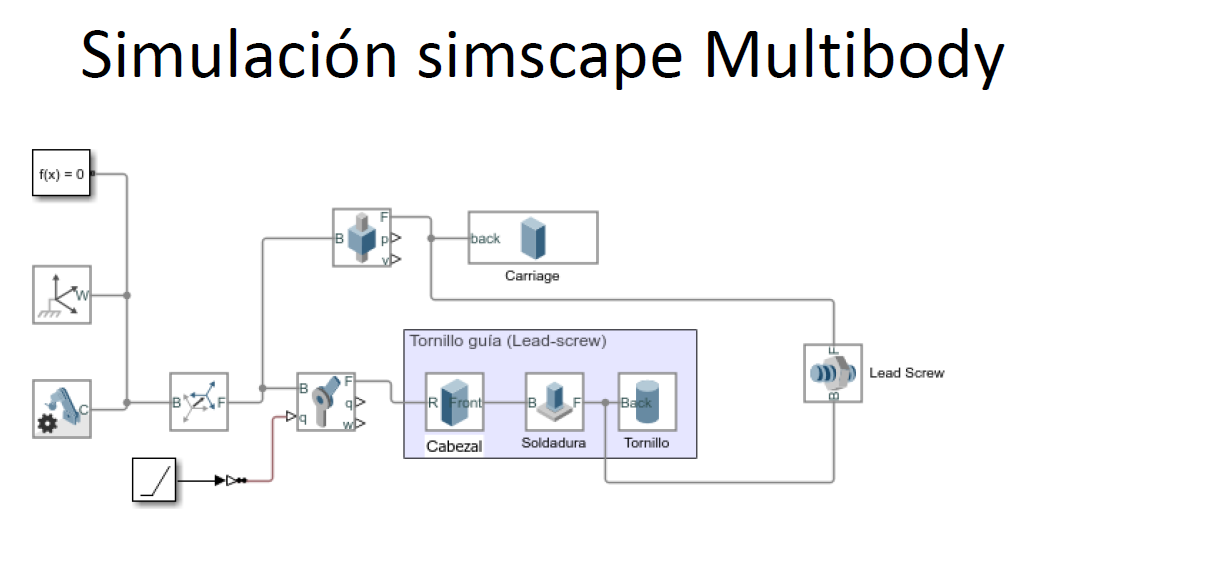 Simulación simscape Multibody
f(x) = 0
F
B
p
v
back
Carriage
W
Tornillo guía (Lead-screw)
F
Lead Screw
B
C
B
F
B
F
q
q
w
R
Front
B
F
Back
Cabezal
Soldadura
Tornillo